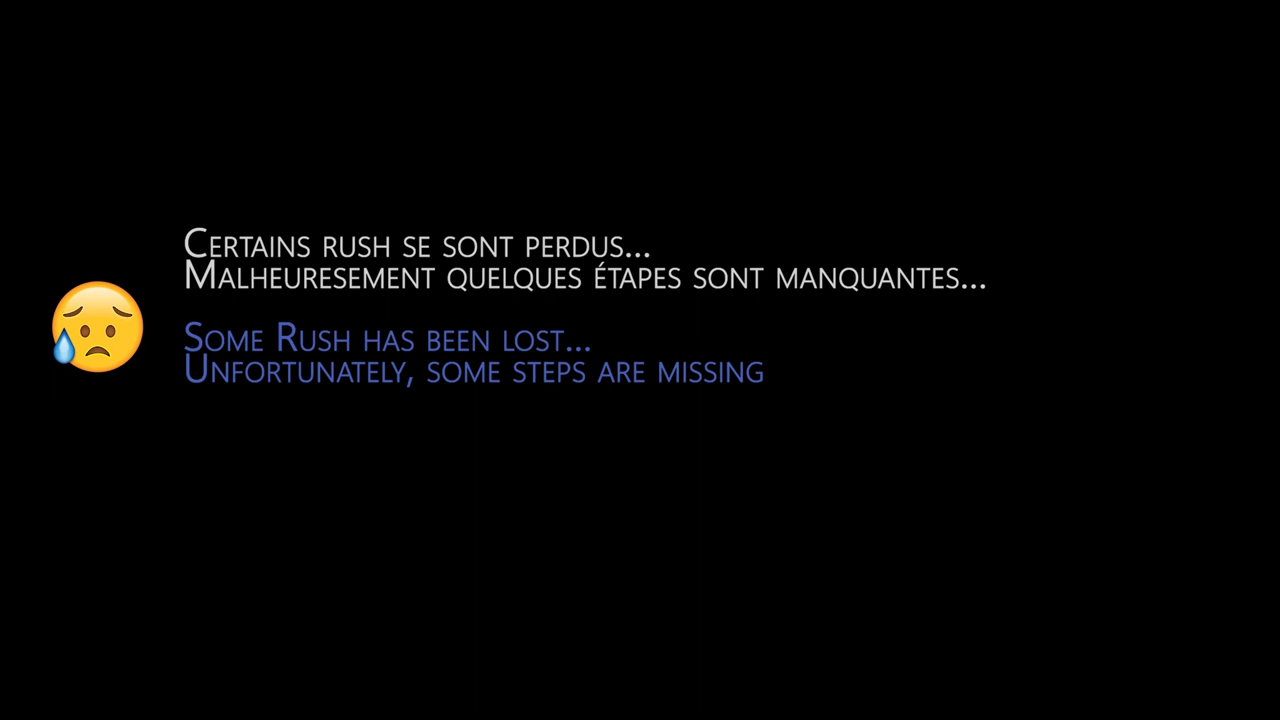 Certains rush se sont perdus...
Malheuresement quelques étapes sont manquantes...
Some Rush has been lost...
Unfortunately, some steps are missing